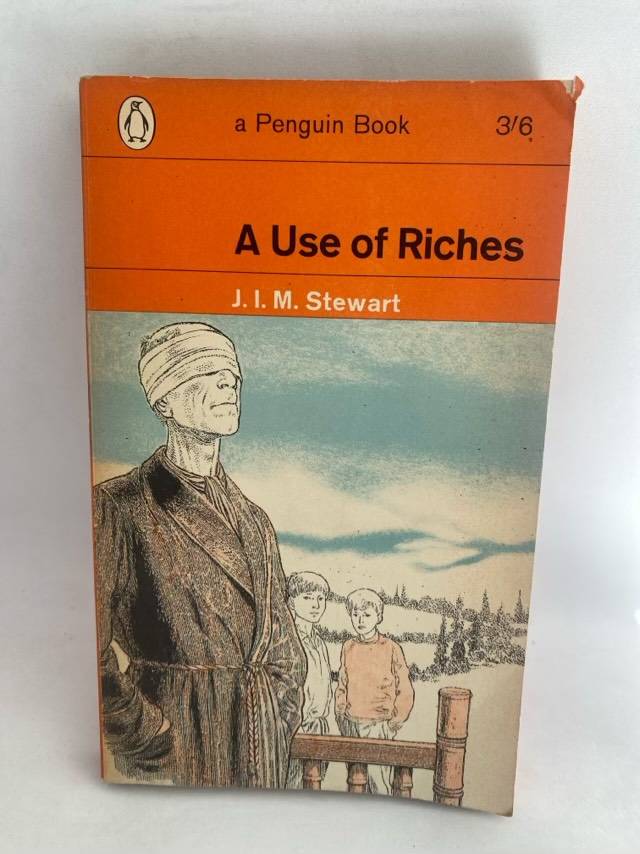 a Penguin Book 3/6
A Use of Riches
J. I. M. Stewart